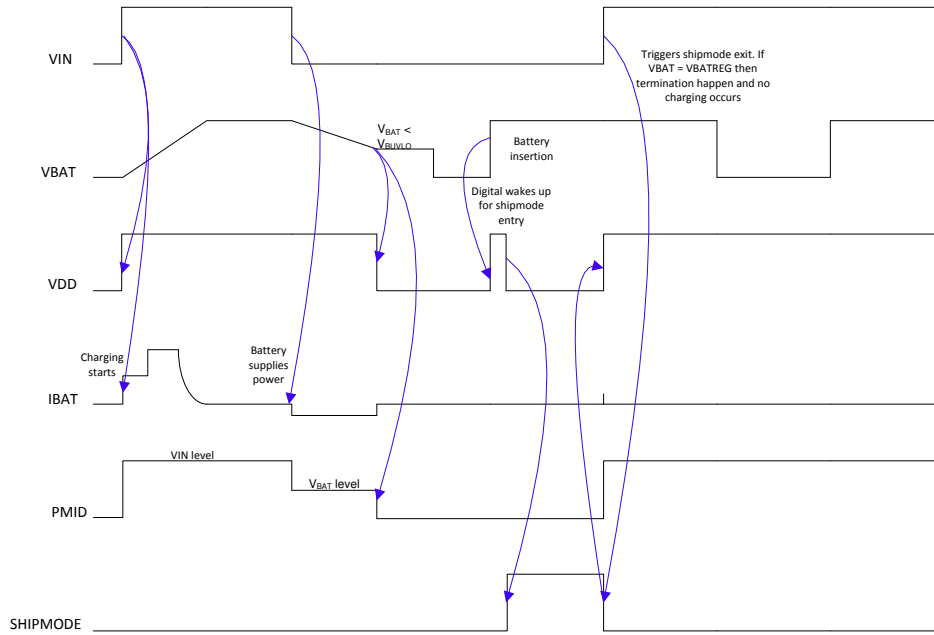 VIN
Triggers shipmode exit. If
VBAT = VBATREG then
termination happen and no
charging occurs
VBAT
VBAT <
VBUVLO
Battery
insertion
Digital wakes up
for shipmode
entry
VDD
Charging
starts
Battery
supplies
power
IBAT
VIN level
VBAT level
PMID
SHIPMODE